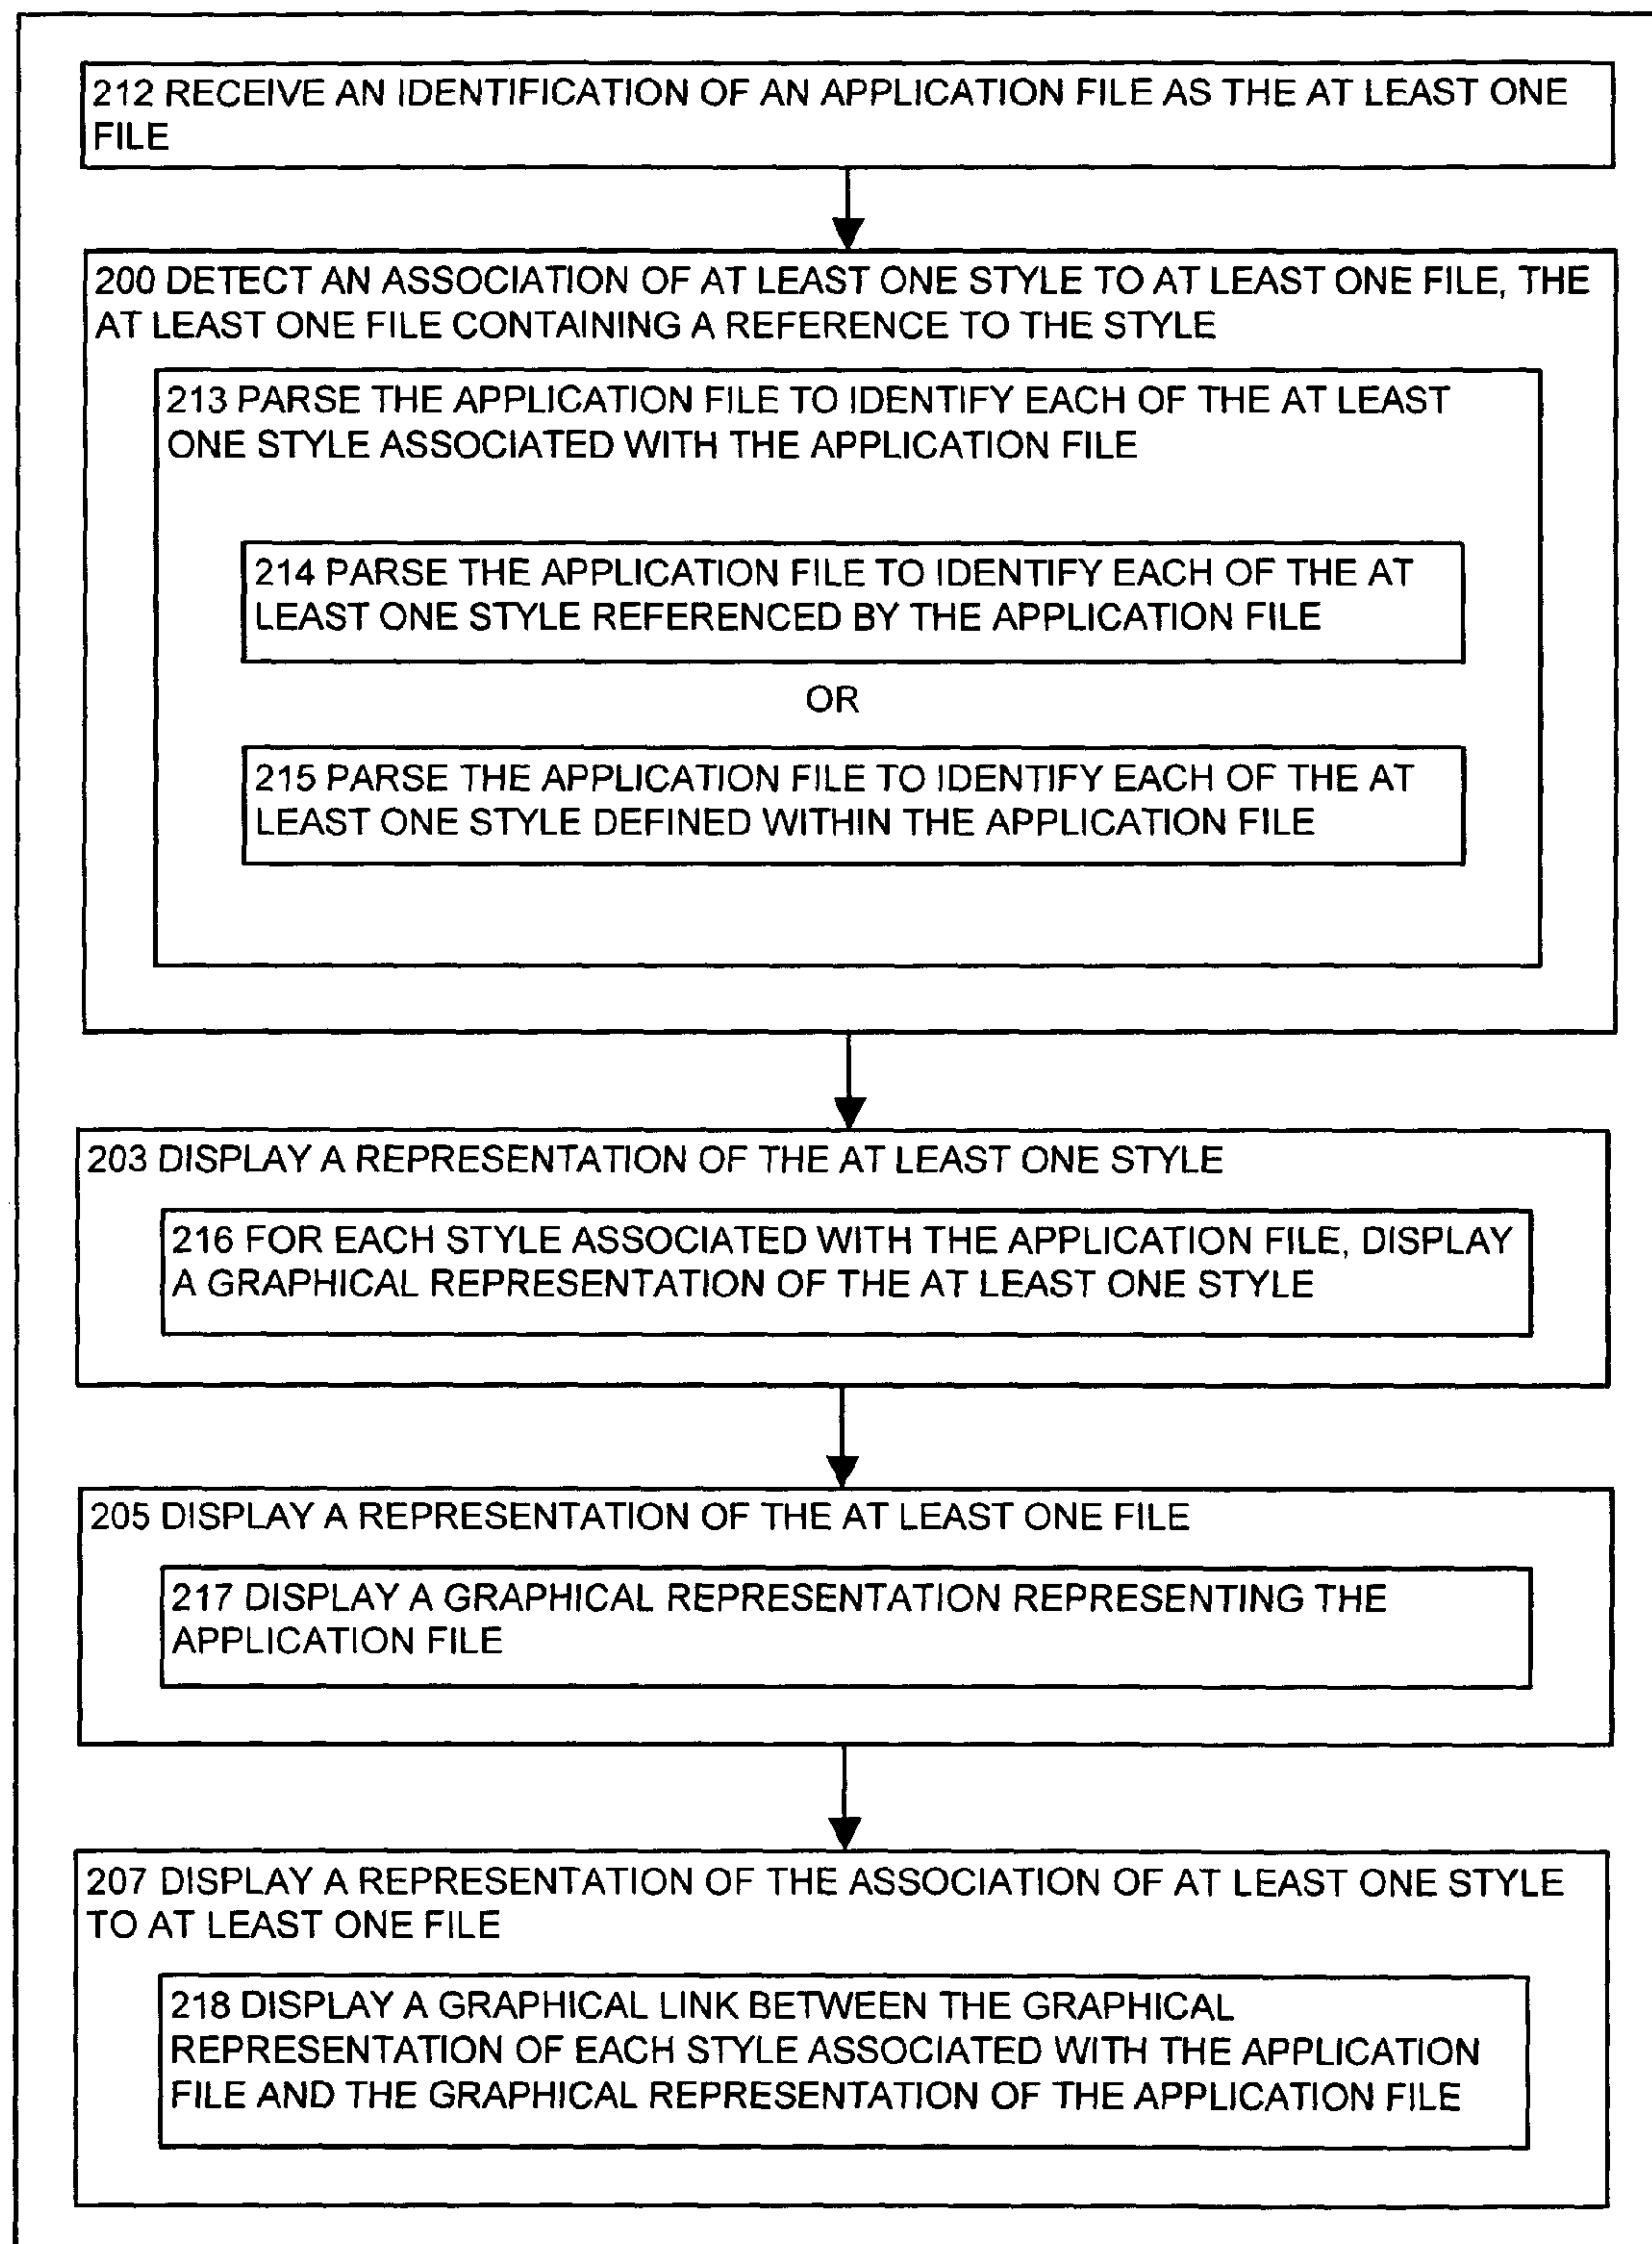 212 RECEIVE AN IDENTIFICATION OF AN APPLICATION FILE AS THE AT LEAST ONE
FILE
200 DETECT AN ASSOCIATION OF AT LEAST ONE STYLE TO AT LEAST ONE FILE, THE
AT LEAST ONE FILE CONTAINING A REFERENCE TO THE STYLE
213 PARSE THE APPLICATION FILE TO IDENTIFY EACH OF THE AT LEAST
ONE STYLE ASSOCIATED WITH THE APPLICATION FILE
214 PARSE THE APPLICATION FILE TO IDENTIFY EACH OF THE AT
LEAST ONE STYLE REFERENCED BY THE APPLICATION FILE
OR
215 PARSE THE APPLICATION FILE TO IDENTIFY EACH OF THE AT
LEAST ONE STYLE DEFINED WITHIN THE APPLICATION FILE
203 DISPLAY A REPRESENTATION OF THE AT LEAST ONE STYLE
216 FOR EACH STYLE ASSOCIATED WITH THE APPLICATION FILE, DISPLAY
A GRAPHICAL REPRESENTATION OF THE AT LEAST ONE STYLE
205 DISPLAY A REPRESENTATION OF THE AT LEAST ONE FILE
217 DISPLAY A GRAPHICAL REPRESENTATION REPRESENTING THE
APPLICATION FILE
207 DISPLAY A REPRESENTATION OF THE ASSOCIATION OF AT LEAST ONE STYLE
TO AT LEAST ONE FILE
218 DISPLAY A GRAPHICAL LINK BETWEEN THE GRAPHICAL
REPRESENTATION OF EACH STYLE ASSOCIATED WITH THE APPLICATION
FILE AND THE GRAPHICAL REPRESENTATION OF THE APPLICATION FILE